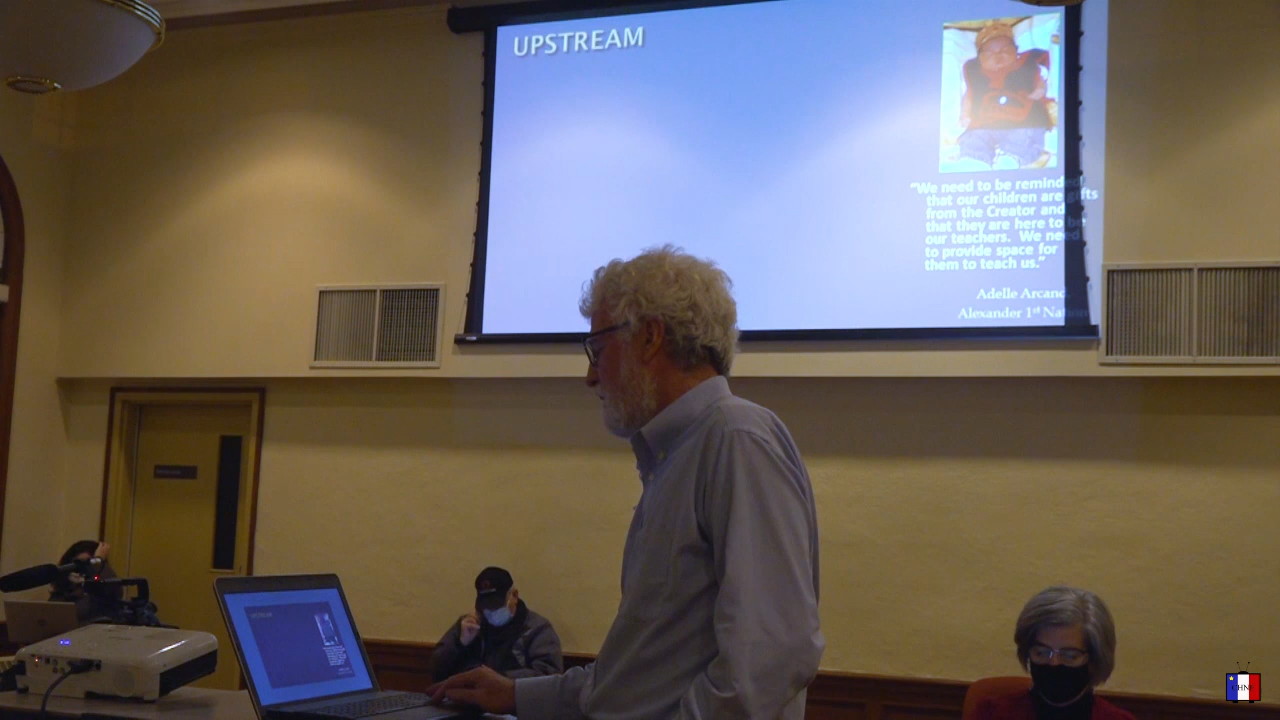 UPSTREAM
“We need to be reminded
that our children are gifts
from the Creator and
that they are here to be
our teachers. We need
to provide space for
them to teach us.”
Adelle Arcand
Alexander 1st Nation
UPSTREAM